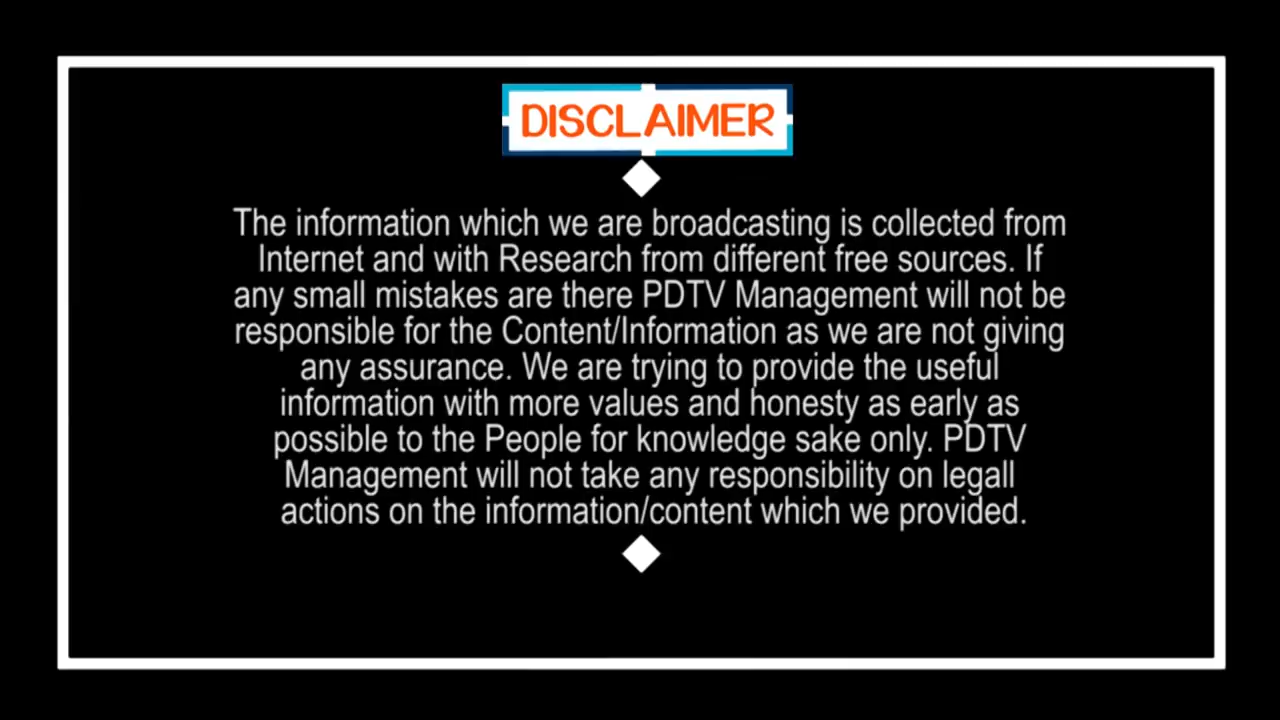 DISCLAIMER
The information which we are broadcasting is collected from
Internet and with Research from different free sources. If
any small mistakes are there PDTV Management will not be
responsible for the Content/Information as we are not giving
any assurance. We are trying to provide the useful
information with more values and honesty as early as
possible to the People for knowledge sake only. PDTV
Management will not take any responsibility on legall
actions on the information/content which we provided.